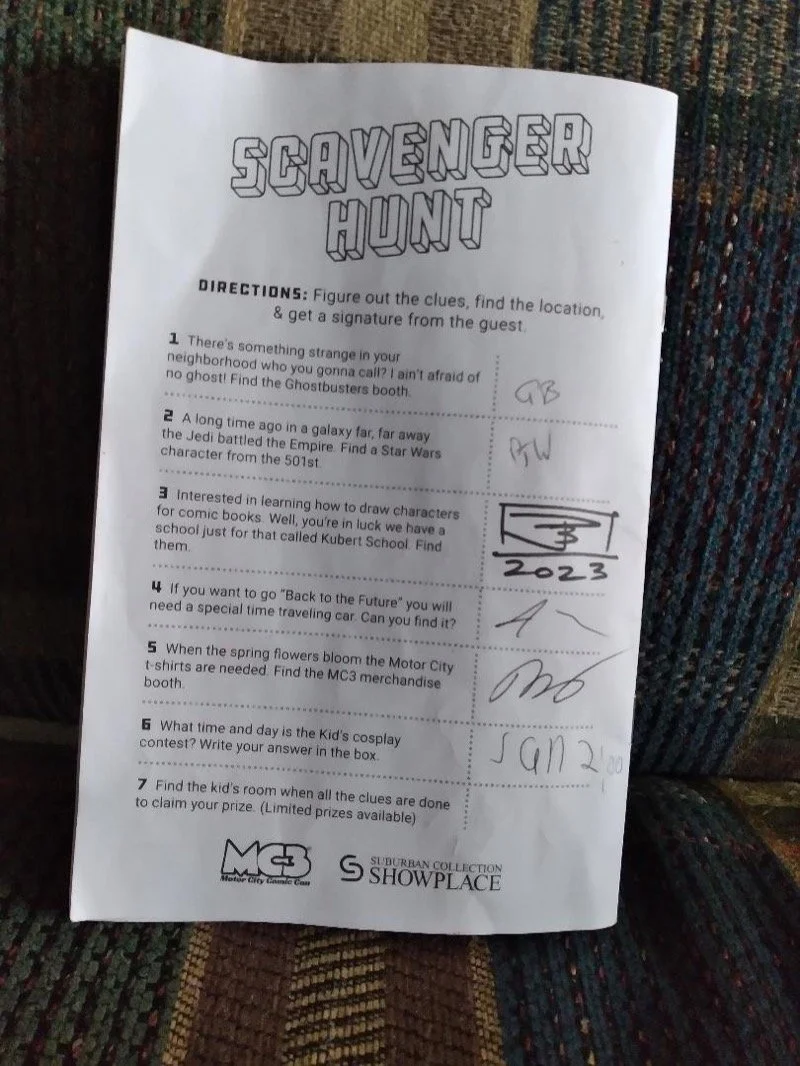 SCAVENGER
HUNT
DIRECTIONS: Figure out the clues, find the location,
& get a signature from the guest.
1 There's something strange in your
neighborhood who you gonna call? I ain't afraid of
no ghost! Find the Ghostbusters booth.
GB
2 A long time ago in a galaxy far, far away
the Jedi battled the Empire. Find a Star Wars
character from the 501st.
3 Interested in learning how to draw characters
for comic books. Well, you're in luck we have a
school just for that called Kubert School. Find
them.
2023
4 If you want to go "Back to the Future" you will
need a special time traveling car. Can you find it?
5 When the spring flowers bloom the Motor City
t-shirts are needed. Find the MC3 merchandise
booth.
6 What time and day is the Kid's cosplay
contest? Write your answer in the box.
7 Find the kid's room when all the clues are done
to claim your prize. (Limited prizes available)
MC3
Motor City Comic Con
SUBURBAN COLLECTION
SHOWPLACE